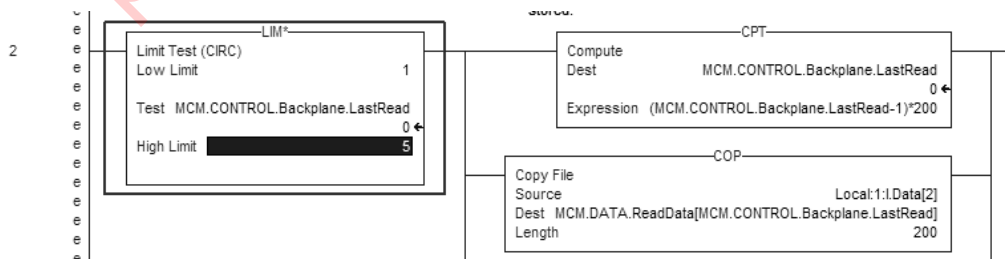 stored.
2
e
e
e
e
e
e
e
e
e
e
e
e
e
LIM*
Limit Test (CIRC)
Low Limit 1
Test MCM.CONTROL.Backplane.LastRead
0
High Limit 5
CPT
Compute
Dest MCM.CONTROL.Backplane.LastRead
0
Expression (MCM.CONTROL.Backplane.LastRead-1)*200
COP
Copy File
Source Local:1:I.Data[2]
Dest MCM.DATA.ReadData[MCM.CONTROL.Backplane.LastRead]
Length 200